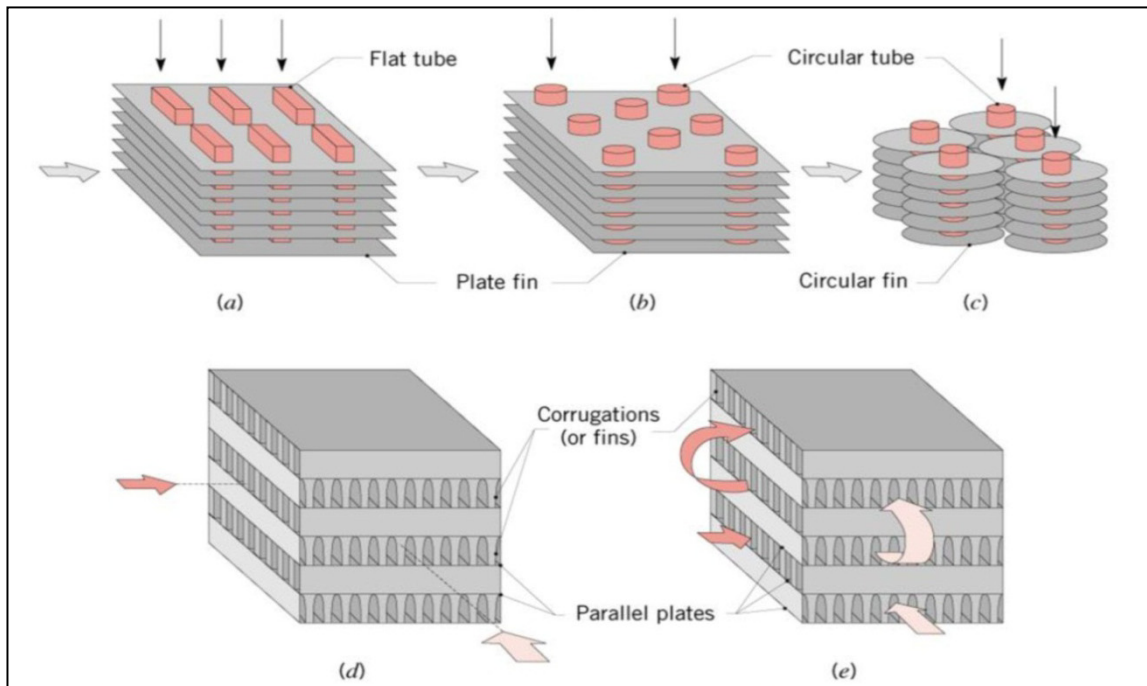 Flat tube
Circular tube
Plate fin
Circular fin
(a)
(b)
(c)
Corrugations
(or fins)
Parallel plates
(d)
(e)